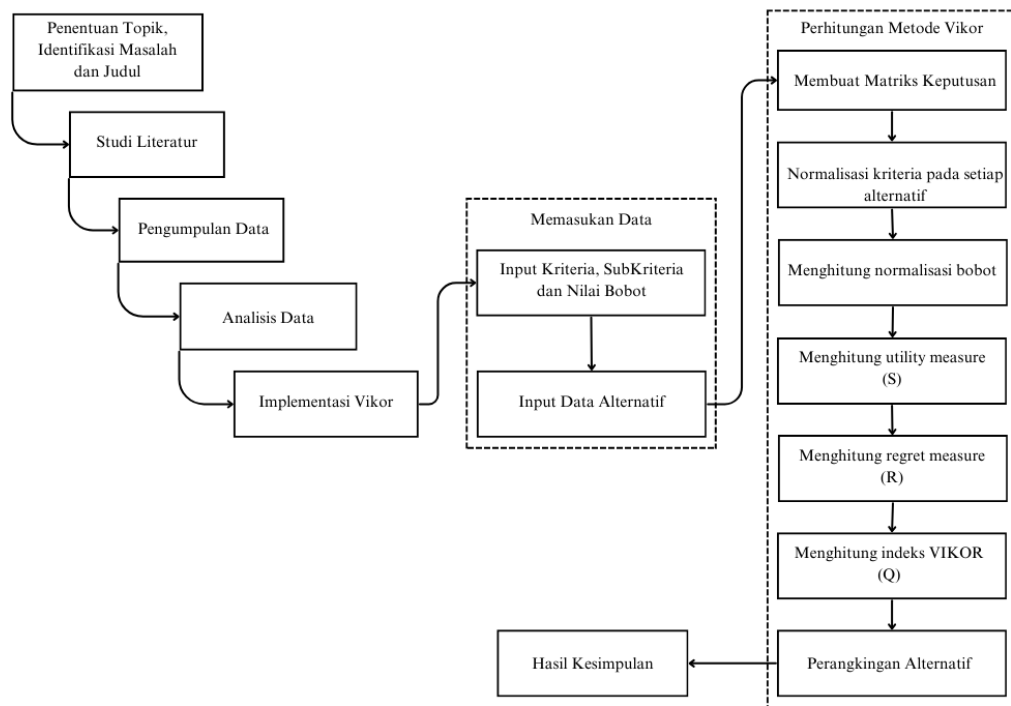 Penentuan Topik,
Identifikasi Masalah
dan Judul
Studi Literatur
Pengumpulan Data
Analisis Data
Implementasi Vikor
Memasukan Data
Input Kriteria, SubKriteria
dan Nilai Bobot
Input Data Alternatif
Perhitungan Metode Vikor
Membuat Matriks Keputusan
Normalisasi kriteria pada setiap
alternatif
Menghitung normalisasi bobot
Menghitung utility measure
(S)
Menghitung regret measure
(R)
Menghitung indeks VIKOR
(Q)
Perangkingan Alternatif
Hasil Kesimpulan